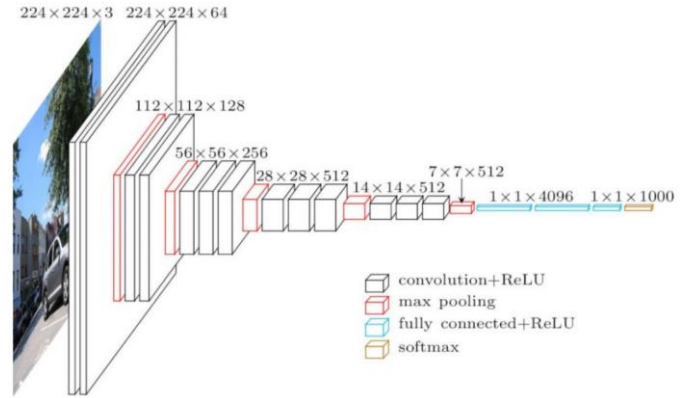 224×224×3 224×224×64
112×112×128
56×56×256
28×28×512
14×14×512
7×7×512
1×1×4096 1×1×1000
convolution+ReLU
max pooling
fully connected+ReLU
softmax